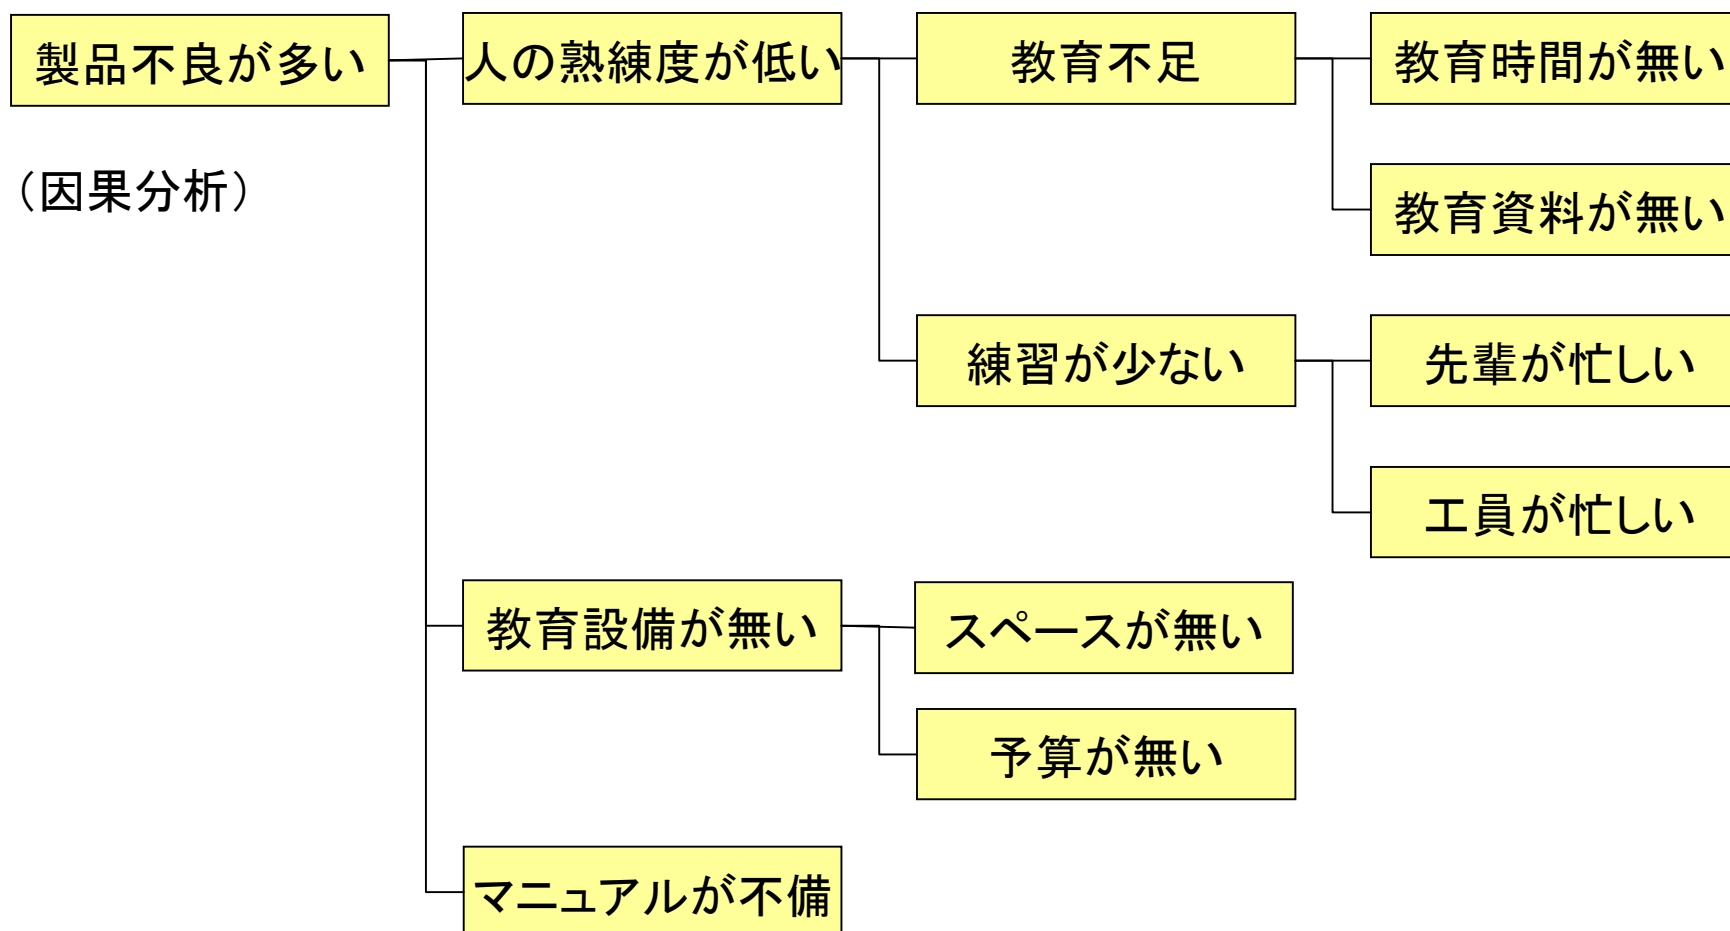 製品不良が多い
人の熟練度が低い
教育不足
教育時間が無い
（因果分析）
教育資料が無い
練習が少ない
先輩が忙しい
工員が忙しい
教育設備が無い
スペースが無い
予算が無い
マニュアルが不備